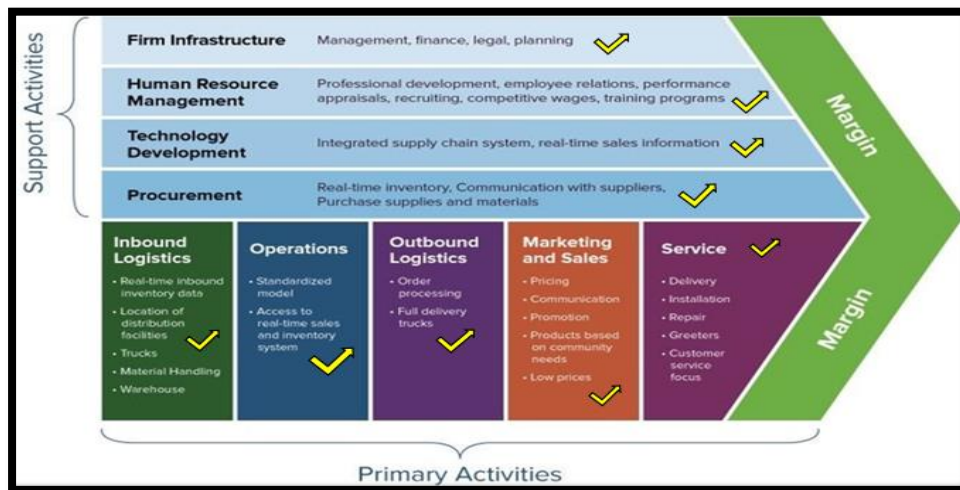 Support Activities
Firm Infrastructure
Management, finance, legal, planning
Human Resource
Management
Professional development, employee relations, performance
appraisals, recruiting, competitive wages, training programs
Technology
Development
Integrated supply chain system, real-time sales information
Procurement
Real-time inventory, Communication with suppliers,
Purchase supplies and materials
Margin
Inbound
Logistics
• Real-time inbound
inventory data
• Location of
distribution
facilities
• Trucks
• Material Handling
• Warehouse
Operations
• Standardized
model
• Access to
real-time sales
and inventory
system
Outbound
Logistics
• Order
processing
• Full delivery
trucks
Marketing
and Sales
• Pricing
• Communication
• Promotion
• Products based
on community
needs
• Low prices
Service
• Delivery
• Installation
• Repair
• Greeters
• Customer
service
focus
Margin
Primary Activities